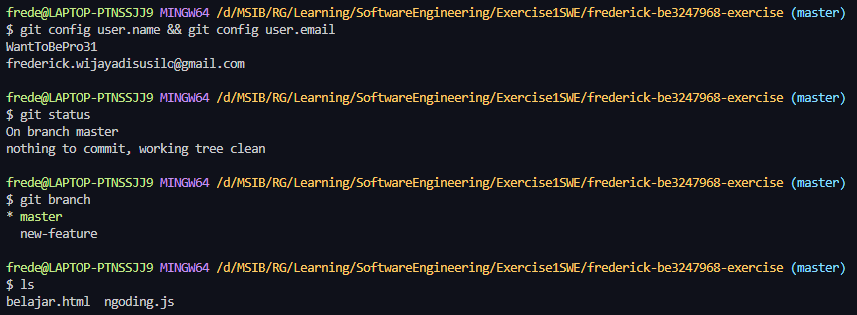 frede@LAPTOP-PTNSSJJ9 MINGW64 /d/MSIB/RG/Learning/SoftwareEngineering/Exercise1SWE/frederick-be3247968-exercise (master)
$ git config user.name && git config user.email
WantToBePro31
frederick.wijayadisusilo@gmail.com
frede@LAPTOP-PTNSSJJ9 MINGW64 /d/MSIB/RG/Learning/SoftwareEngineering/Exercise1SWE/frederick-be3247968-exercise (master)
$ git status
On branch master
nothing to commit, working tree clean
frede@LAPTOP-PTNSSJJ9 MINGW64 /d/MSIB/RG/Learning/SoftwareEngineering/Exercise1SWE/frederick-be3247968-exercise (master)
$ git branch
* master
new-feature
frede@LAPTOP-PTNSSJJ9 MINGW64 /d/MSIB/RG/Learning/SoftwareEngineering/Exercise1SWE/frederick-be3247968-exercise (master)
$ ls
belajar.html ngoding.js